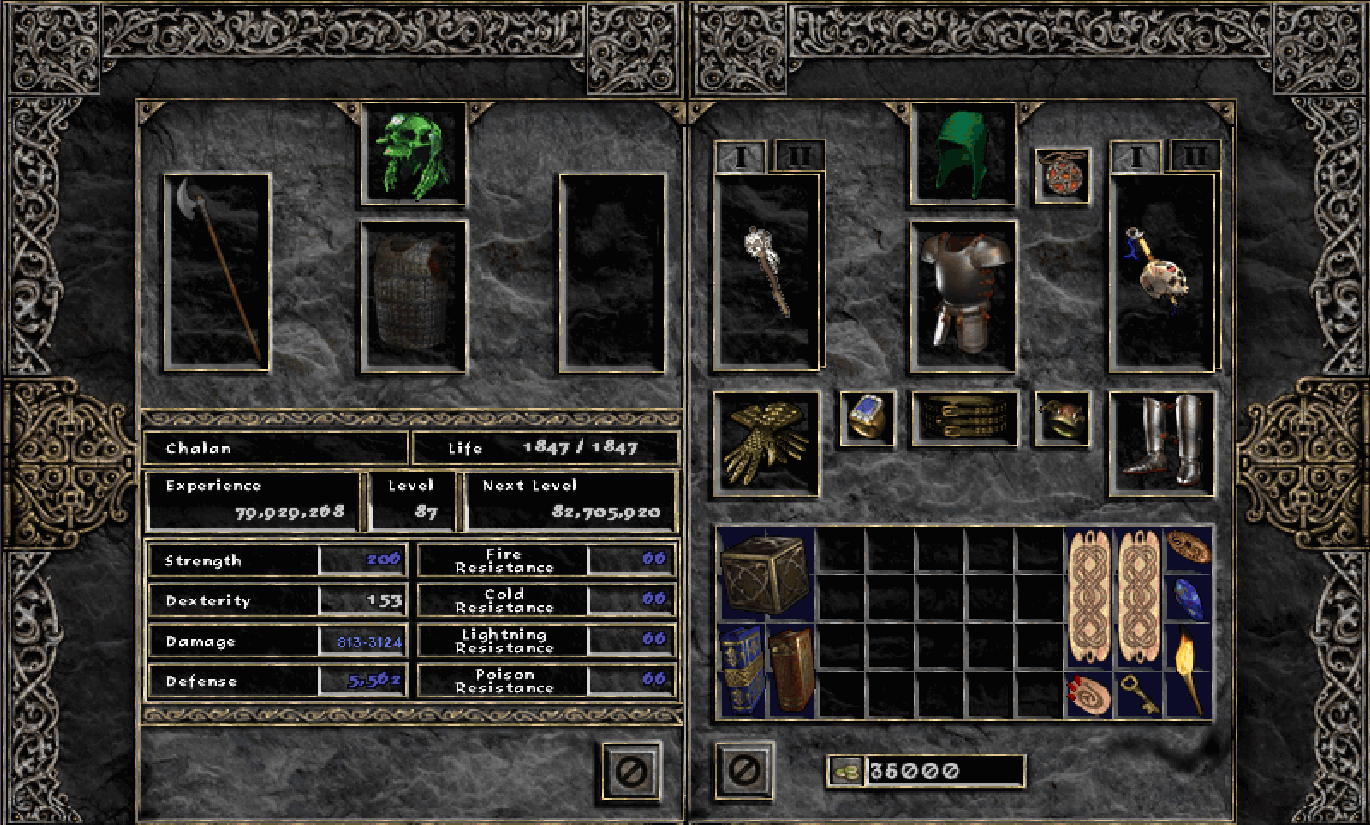 I II
I II
Chalan
Life 1847 / 1847
Experience
79,929,268
Level
87
Next Level
82,705,920
Strength 206
Fire Resistance 66
Dexterity 153
Cold Resistance 66
Damage 813-3124
Lightning Resistance 66
Defense 5,562
Poison Resistance 66
36000